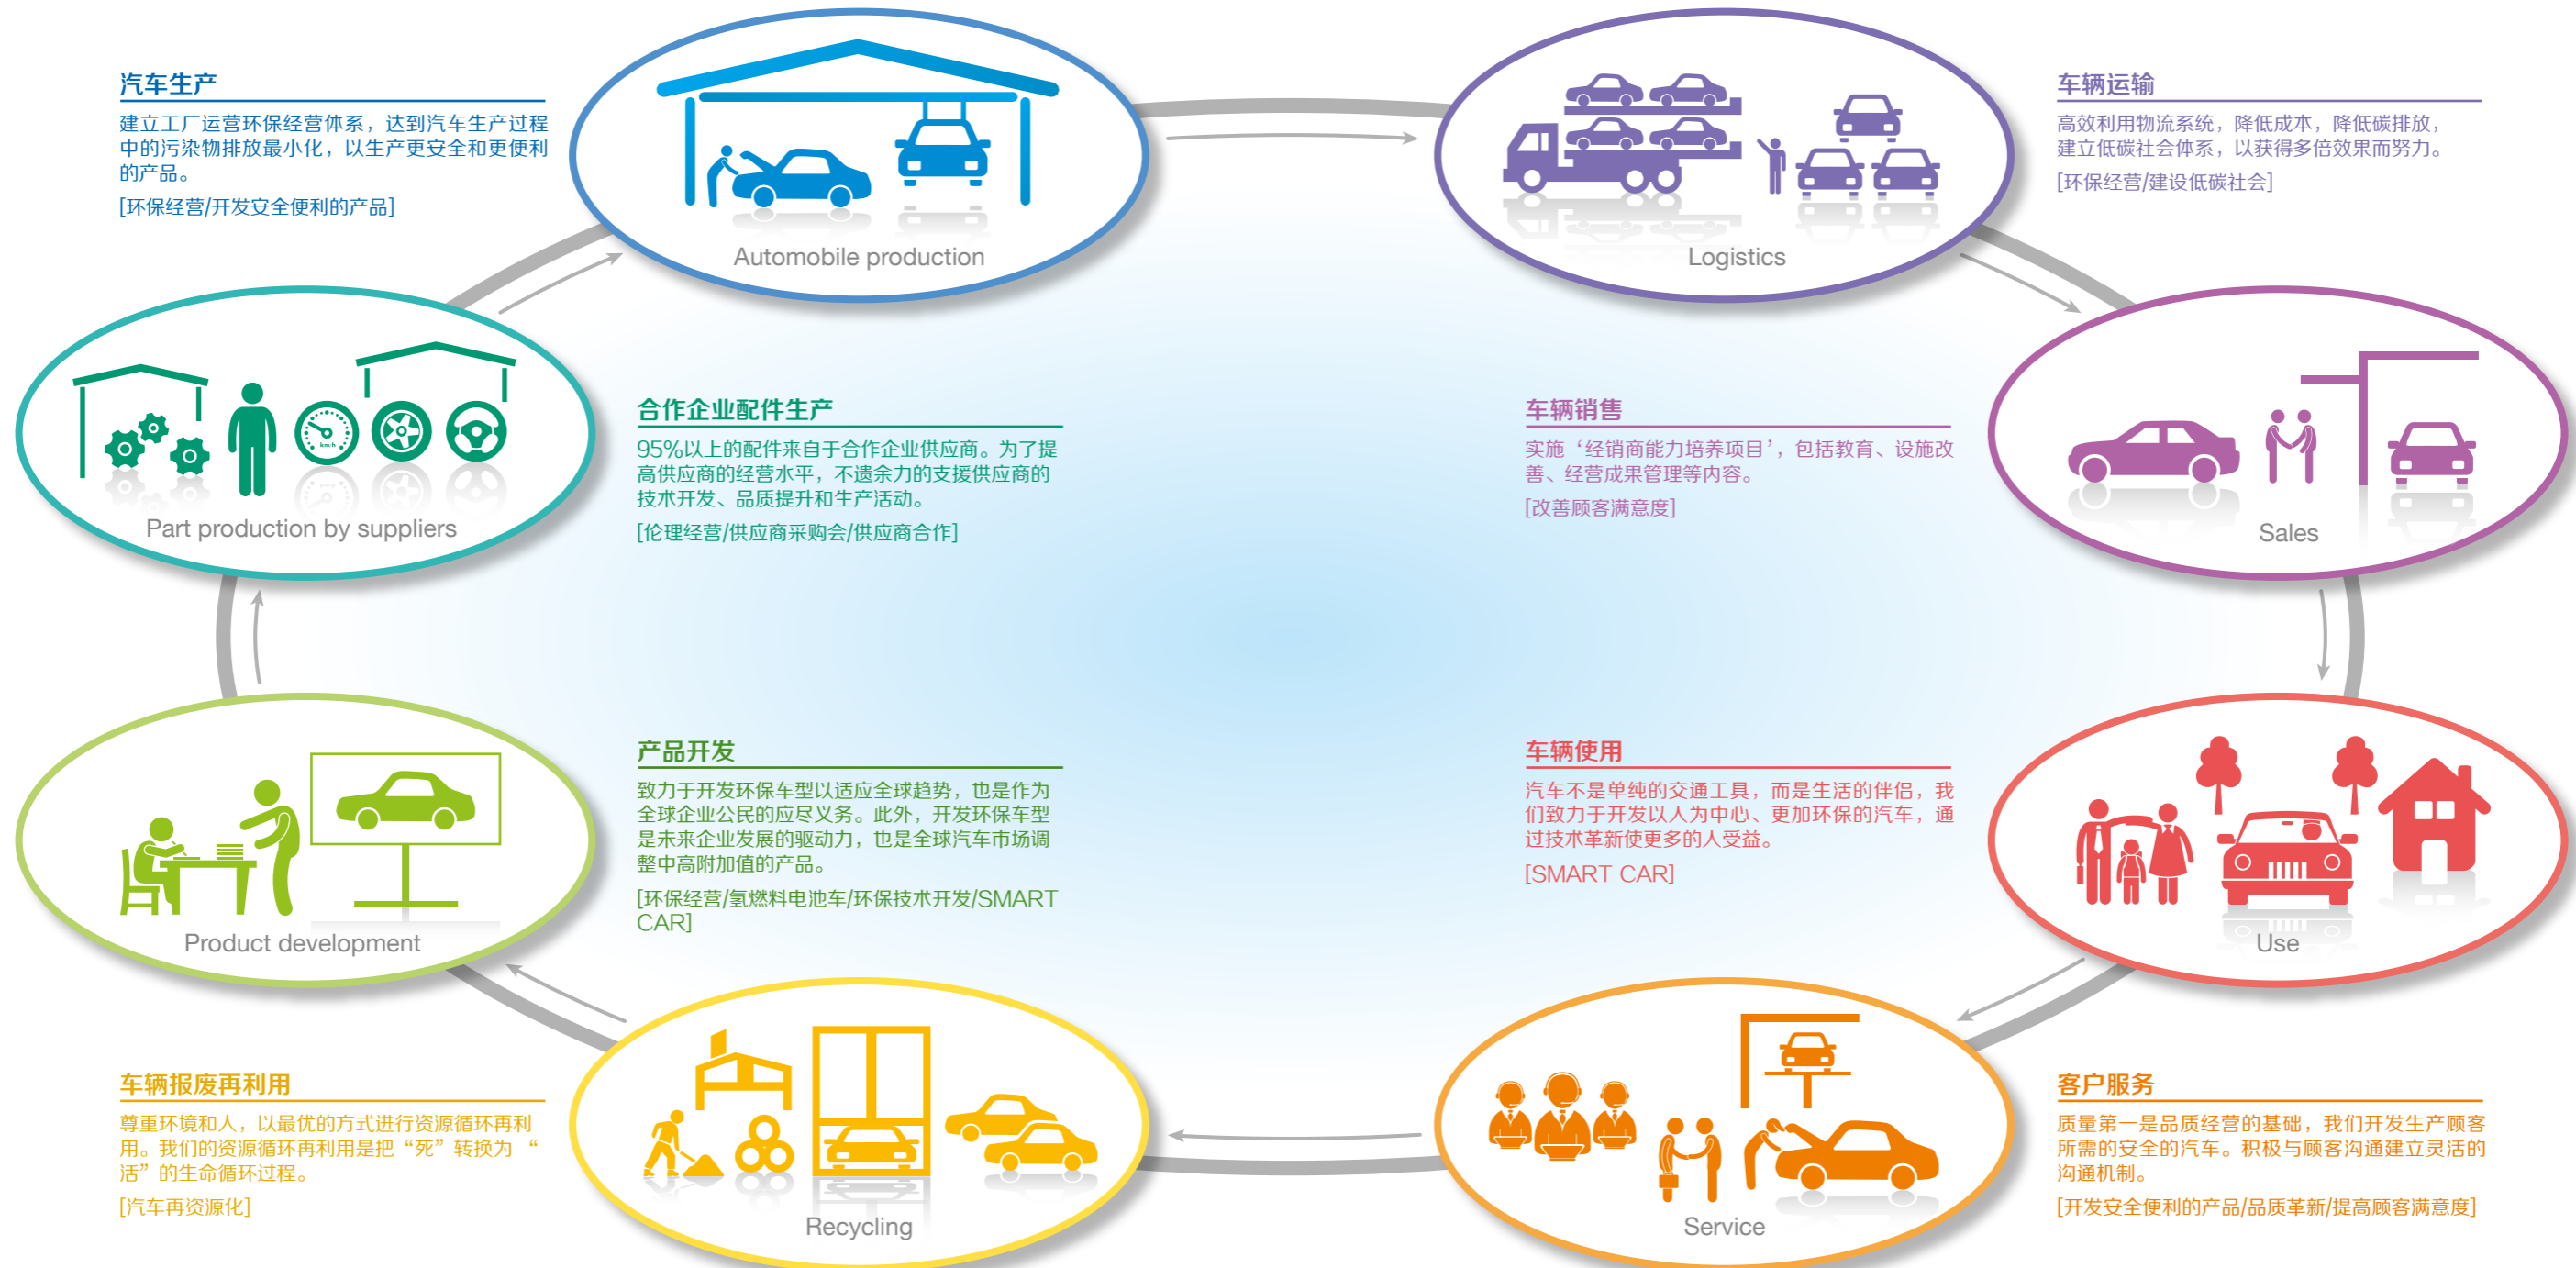 汽车生产
建立工厂运营环保经营体系，达到汽车生产过程
中的污染物排放最小化，以生产更安全和更便利
的产品。
[环保经营/开发安全便利的产品]
Automobile production
Logistics
车辆运输
高效利用物流系统，降低成本，降低碳排放，
建立低碳社会体系，以获得多倍效果而努力。
[环保经营/建设低碳社会]
km/h
Part production by suppliers
合作企业配件生产
95%以上的配件来自于合作企业供应商。为了提
高供应商的经营水平，不遗余力的支援供应商的
技术开发、品质提升和生产活动。
[伦理经营/供应商采购会/供应商合作]
车辆销售
实施‘经销商能力培养项目’，包括教育、设施改
善、经营成果管理等内容。
[改善顾客满意度]
Sales
Product development
产品开发
致力于开发环保车型以适应全球趋势，也是作为
全球企业公民的应尽义务。此外，开发环保车型
是未来企业发展的驱动力，也是全球汽车市场调
整中高附加值的产品。
[环保经营/氢燃料电池车/环保技术开发/SMART
CAR]
车辆使用
汽车不是单纯的交通工具，而是生活的伴侣，我
们致力于开发以人为中心、更加环保的汽车，通
过技术革新使更多的人受益。
[SMART CAR]
Use
车辆报废再利用
尊重环境和人，以最优的方式进行资源循环再利
用。我们的资源循环再利用是把“死”转换为 “
活”的生命循环过程。
[汽车再资源化]
Recycling
Service
客户服务
质量第一是品质经营的基础，我们开发生产顾客
所需的安全的汽车。积极与顾客沟通建立灵活的
沟通机制。
[开发安全便利的产品/品质革新/提高顾客满意度]